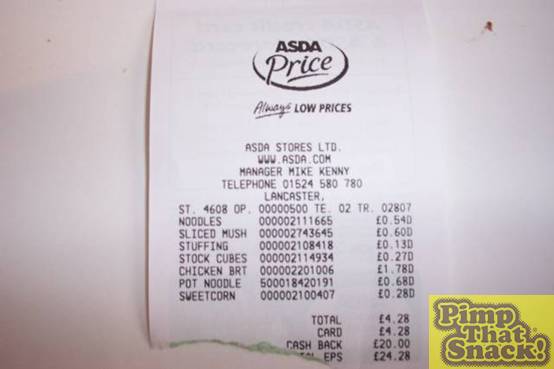 ASDA
Price
Always LOW PRICES
ASDA STORES LTD.
WWW.ASDA.COM
MANAGER MIKE KENNY
TELEPHONE 01524 580 780
LANCASTER,
ST. 4608 OP. 00000500 TE. 02 TR. 02807
NOODLES 000002111665 £0.54D
SLICED MUSH 000002743645 £0.60D
STUFFING 000002108418 £0.13D
STOCK CUBES 000002114934 £0.27D
CHICKEN BRT 000002201006 £1.78D
POT NOODLE 500018420191 £0.68D
SWEETCORN 000002100407 £0.28D
TOTAL £4.28
CARD £4.28
CASH BACK £20.00
EPS £24.28
Pimp
That
Snack!